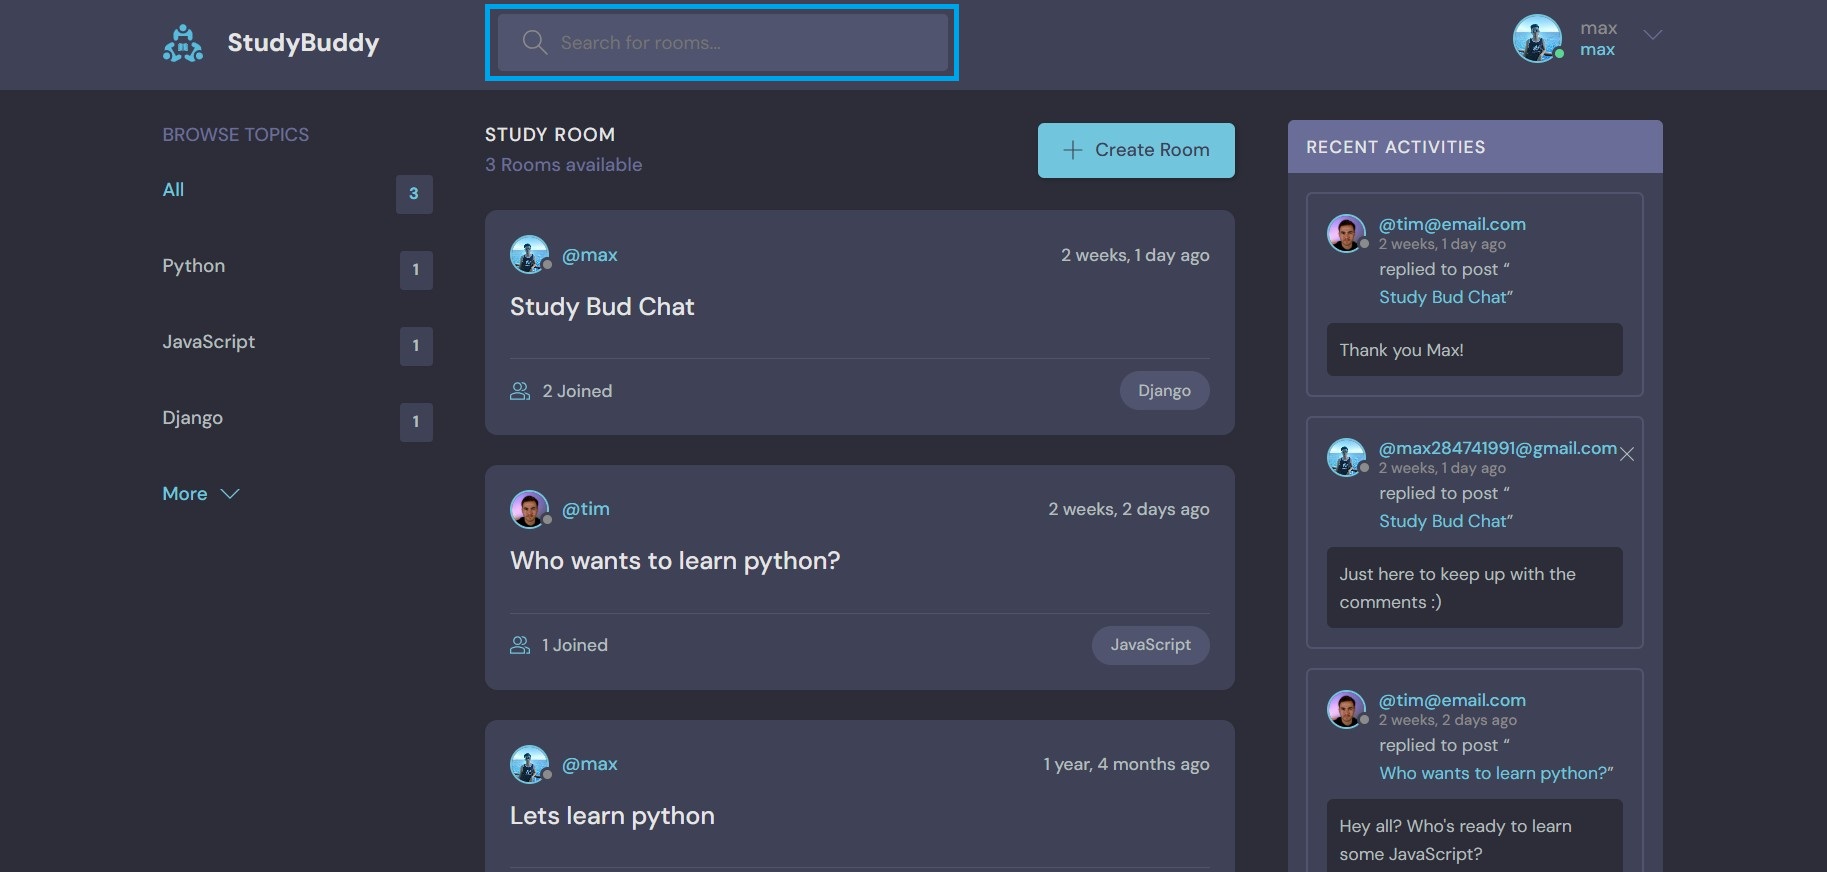 StudyBuddy
Search for rooms...
max
max
BROWSE TOPICS
All
3
Python
1
JavaScript
1
Django
1
More
STUDY ROOM
3 Rooms available
Create Room
@max
2 weeks, 1 day ago
Study Bud Chat
2 Joined
Django
@tim
2 weeks, 2 days ago
Who wants to learn python?
1 Joined
JavaScript
@max
1 year, 4 months ago
Lets learn python
RECENT ACTIVITIES
@tim@email.com
2 weeks, 1 day ago
replied to post “
Study Bud Chat”
Thank you Max!
@max284741991@gmail.com
2 weeks, 1 day ago
replied to post “
Study Bud Chat”
Just here to keep up with the
comments :)
@tim@email.com
2 weeks, 2 days ago
replied to post “
Who wants to learn python?”
Hey all? Who's ready to learn
some JavaScript?